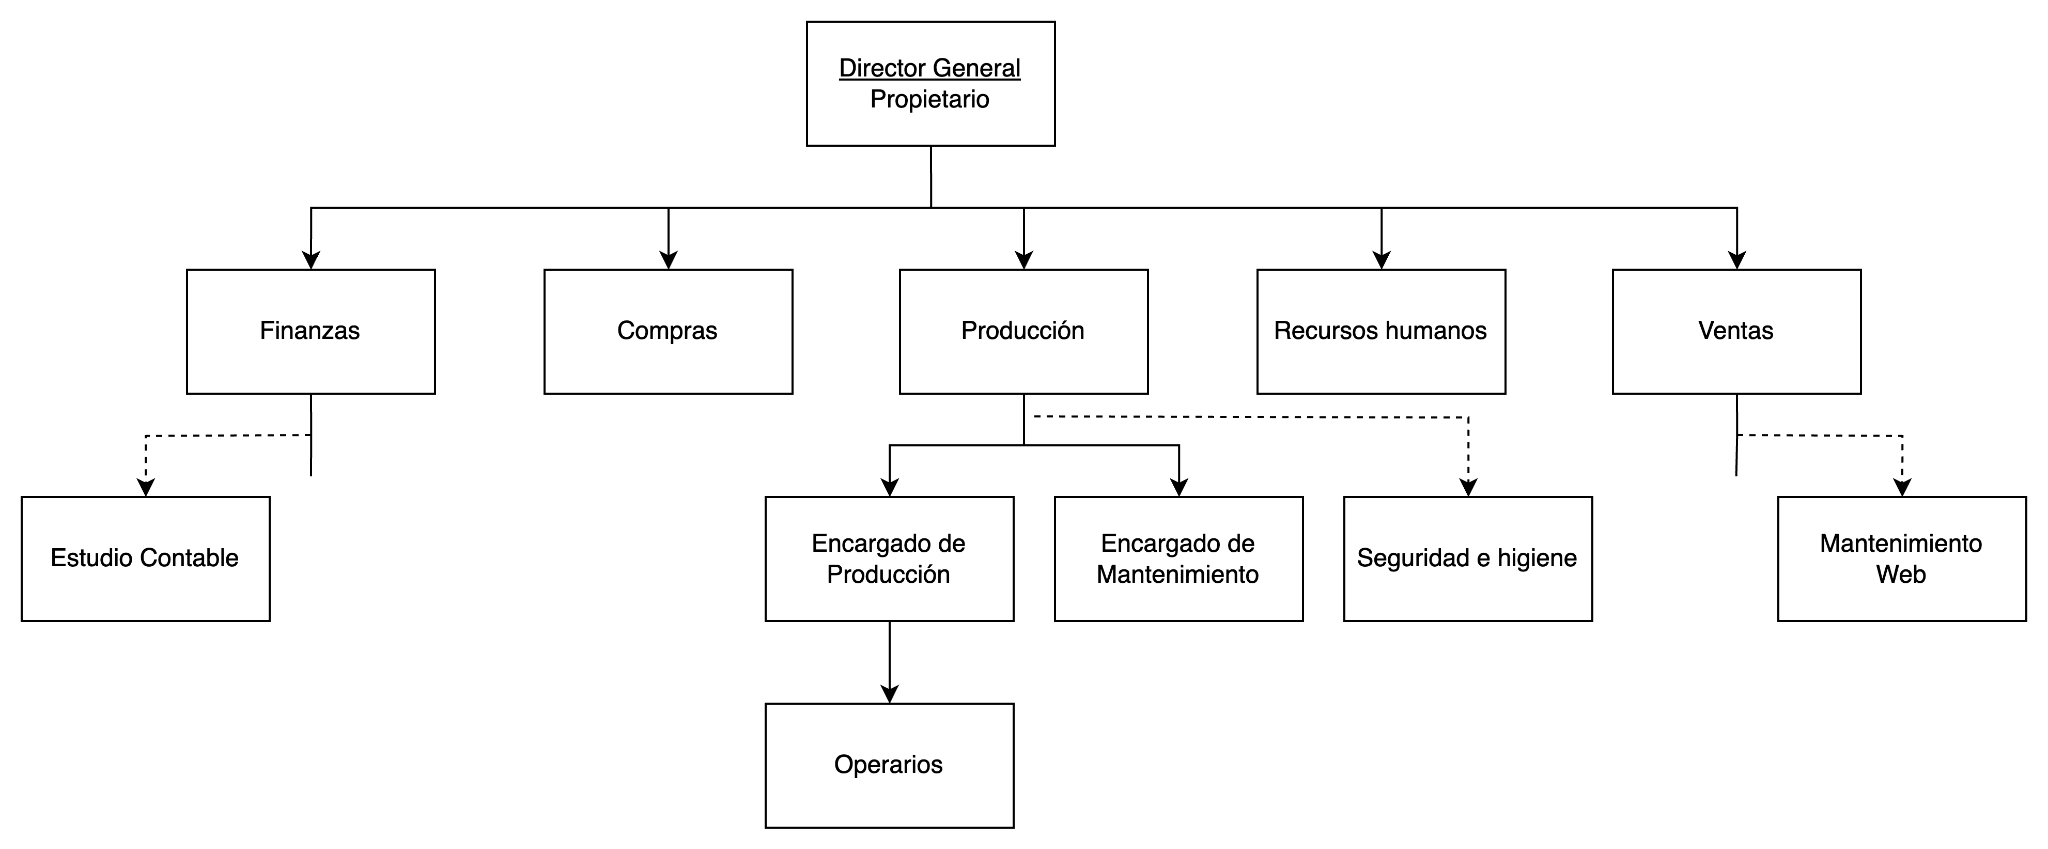 Director General
Propietario
Finanzas
Compras
Producción
Recursos humanos
Ventas
Estudio Contable
Encargado de
Producción
Encargado de
Mantenimiento
Seguridad e higiene
Mantenimiento
Web
Operarios